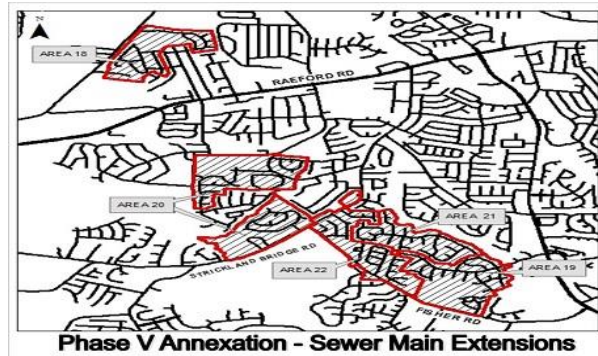 N
AREA 18
RAEFORD RD
AREA 20
AREA 21
STRICKLAND BRIDGE RD
AREA 22
AREA 19
FISHER RD
Phase V Annexation - Sewer Main Extensions